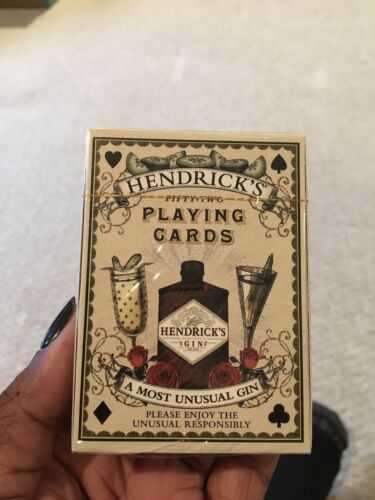 HENDRICK'S
FIFTY-TWO
PLAYING
CARDS
HENDRICK'S
GIN
A MOST UNUSUAL GIN
PLEASE ENJOY THE
UNUSUAL RESPONSIBLY